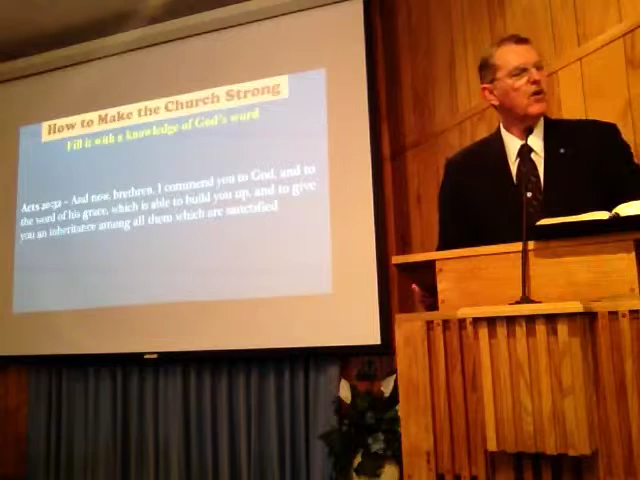 How to Make the Church Strong
Fill it with a knowledge of God's word
Acts 20:32 - And now, brethren, I commend you to God, and to
the word of his grace, which is able to build you up, and to give
you an inheritance among all them which are sanctified